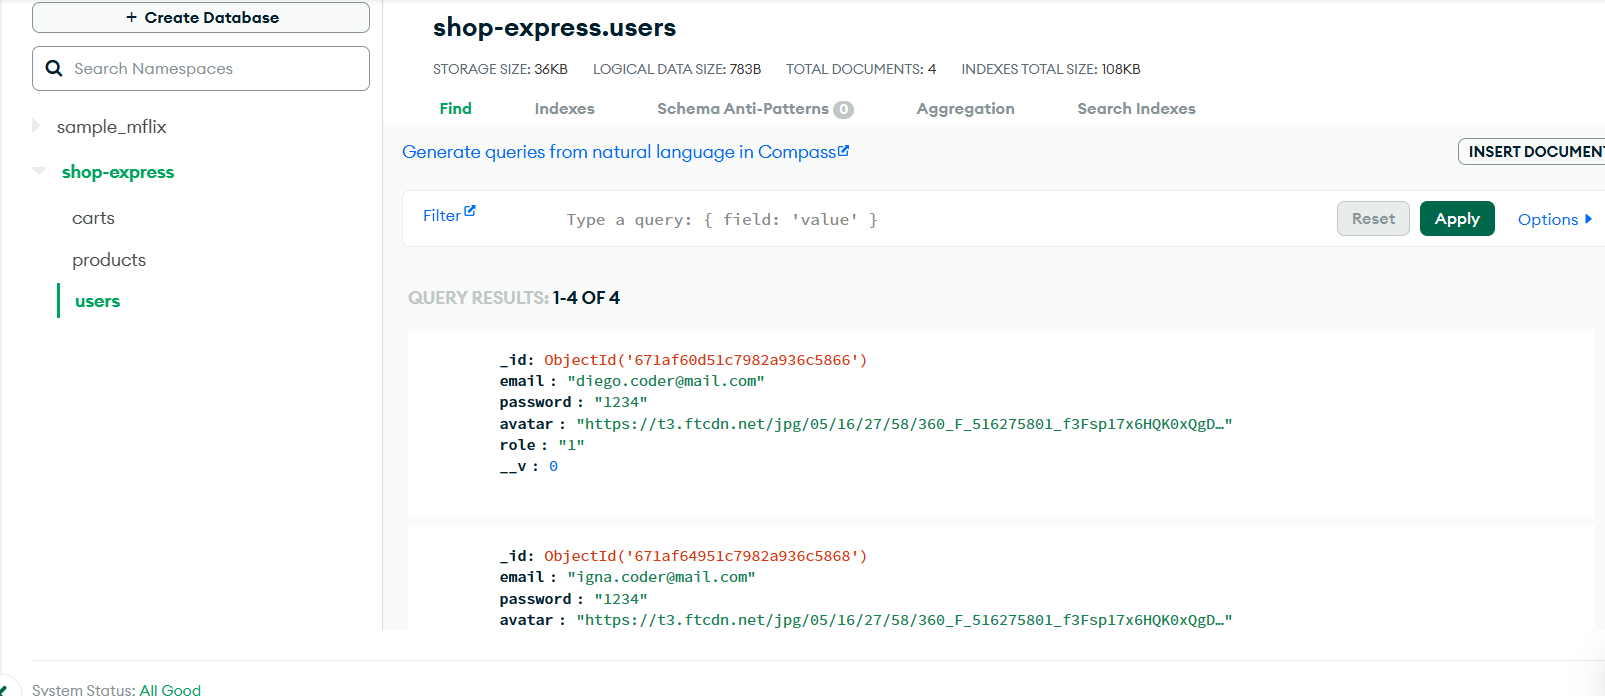 + Create Database
Search Namespaces
sample_mflix
shop-express
carts
products
users
shop-express.users
STORAGE SIZE: 36KB LOGICAL DATA SIZE: 783B TOTAL DOCUMENTS: 4 INDEXES TOTAL SIZE: 108KB
Find Indexes Schema Anti-Patterns 0 Aggregation Search Indexes
Generate queries from natural language in Compass
INSERT DOCUMENT
Filter Type a query: { field: 'value' } Reset Apply Options
QUERY RESULTS: 1-4 OF 4
_id: ObjectId('671af60d51c7982a936c5866')
email : "diego.coder@mail.com"
password : "1234"
avatar : "https://t3.ftcdn.net/jpg/05/16/27/58/360_F_516275801_f3Fsp17x6HQK0xQgD…"
role : "1"
__v : 0
_id: ObjectId('671af64951c7982a936c5868')
email : "igna.coder@mail.com"
password : "1234"
avatar : "https://t3.ftcdn.net/jpg/05/16/27/58/360_F_516275801_f3Fsp17x6HQK0xQgD…"
System Status: All Good